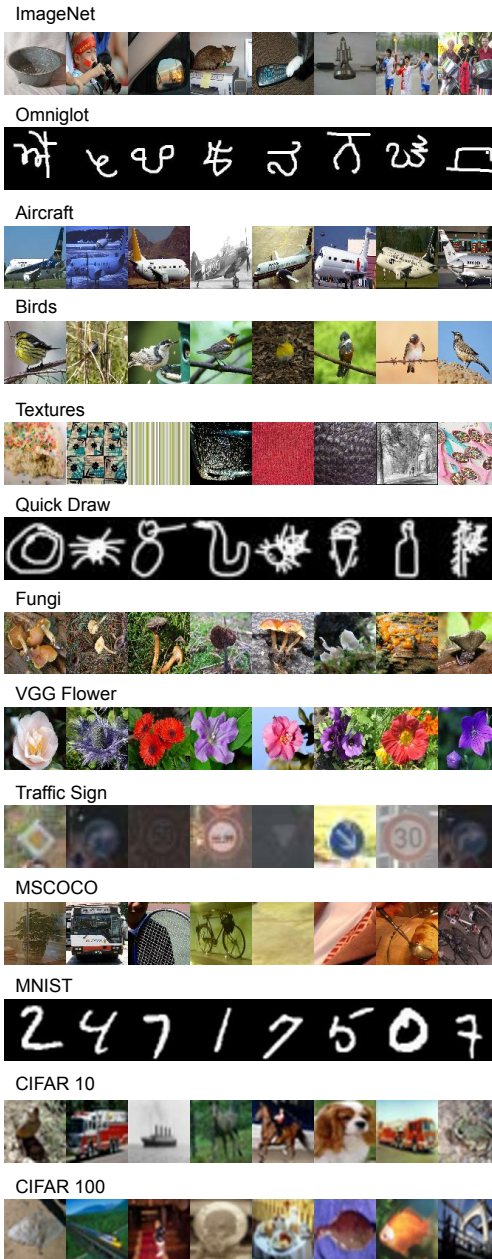 ImageNet
Omniglot
Aircraft
Birds
Textures
Quick Draw
Fungi
VGG Flower
Traffic Sign
30
MSCOCO
MNIST
2 4 7 1 7 5 0 7
CIFAR 10
CIFAR 100